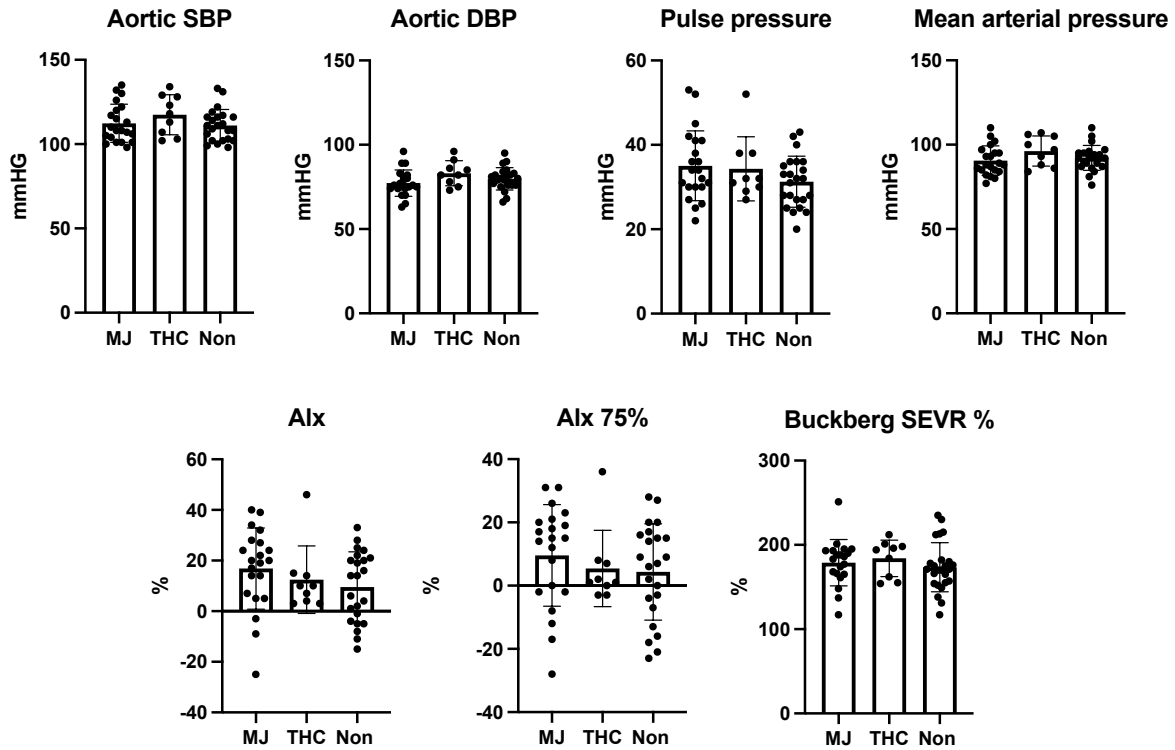 Aortic SBP
150
100
50
0
mmHG
MJ THC Non
Aortic DBP
150
100
50
0
mmHG
MJ THC Non
Pulse pressure
60
40
20
0
mmHG
MJ THC Non
Mean arterial pressure
150
100
50
0
mmHG
MJ THC Non
AIx
60
40
20
0
-20
-40
%
MJ THC Non
AIx 75%
40
20
0
-20
-40
%
MJ THC Non
Buckberg SEVR %
300
200
100
0
%
MJ THC Non